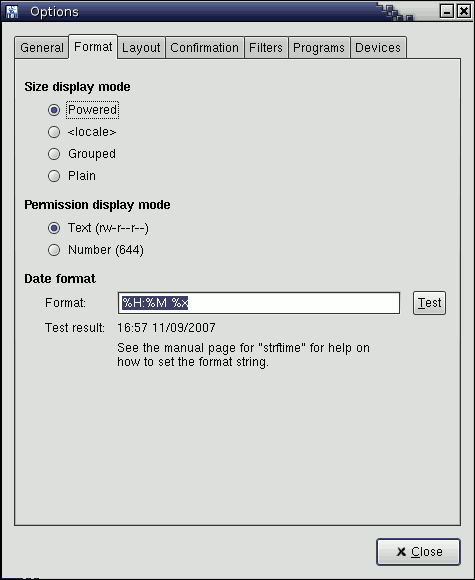 Options
General Format Layout Confirmation Filters Programs Devices
Size display mode
Powered
<locale>
Grouped
Plain
Permission display mode
Text (rw-r--r--)
Number (644)
Date format
Format: %H:%M %x Test
Test result: 16:57 11/09/2007
See the manual page for "strftime" for help on
how to set the format string.
Close